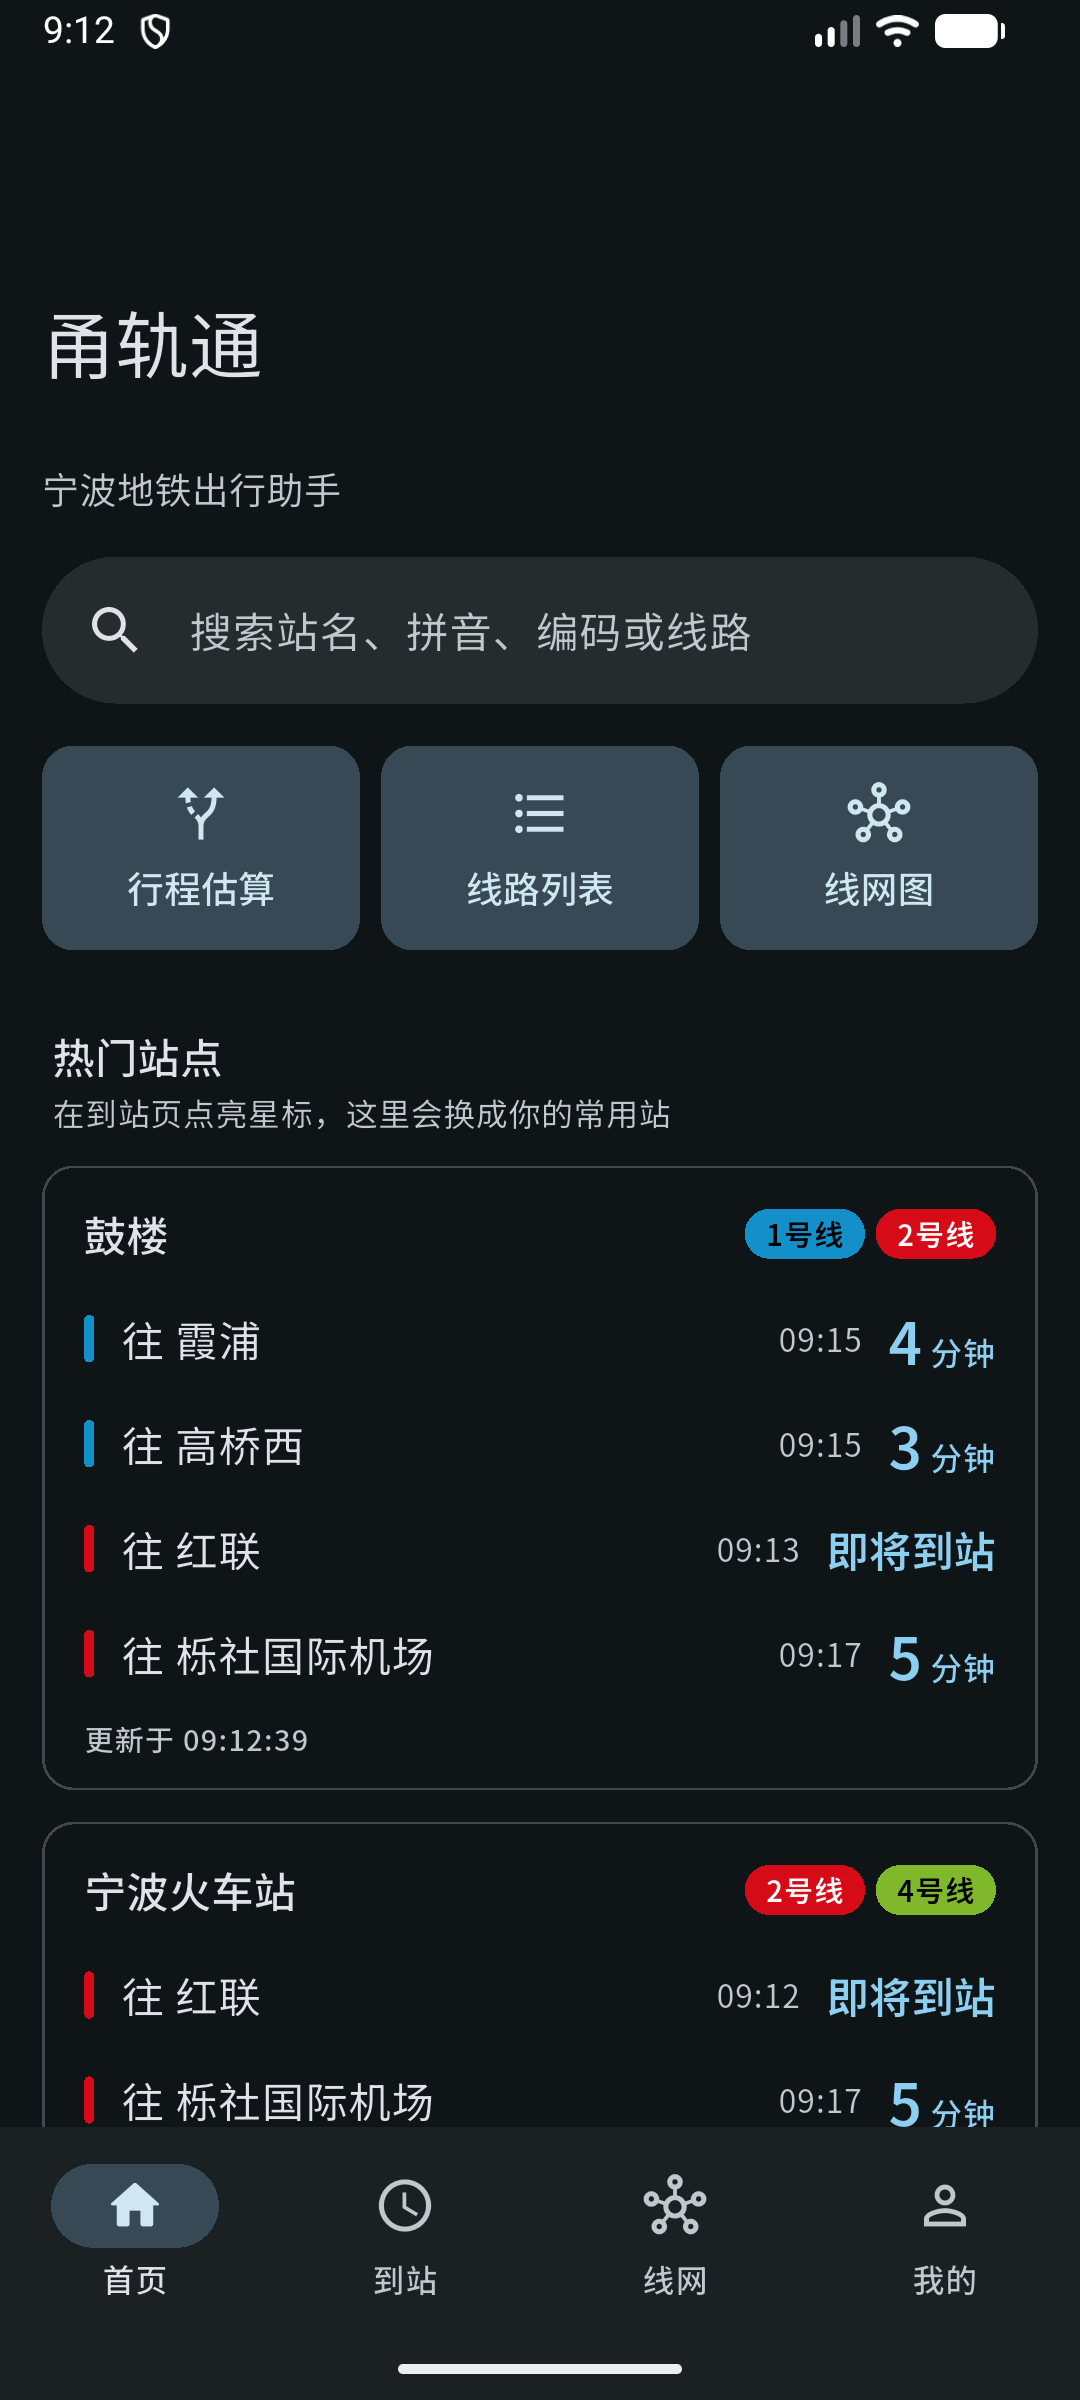 9:12
甬轨通
宁波地铁出行助手
搜索站名、拼音、编码或线路
行程估算 线路列表 线网图
热门站点
在到站页点亮星标，这里会换成你的常用站
鼓楼 1号线 2号线
往 霞浦 09:15 4 分钟
往 高桥西 09:15 3 分钟
往 红联 09:13 即将到站
往 栎社国际机场 09:17 5 分钟
更新于 09:12:39
宁波火车站 2号线 4号线
往 红联 09:12 即将到站
往 栎社国际机场 09:17 5 分钟
首页 到站 线网 我的